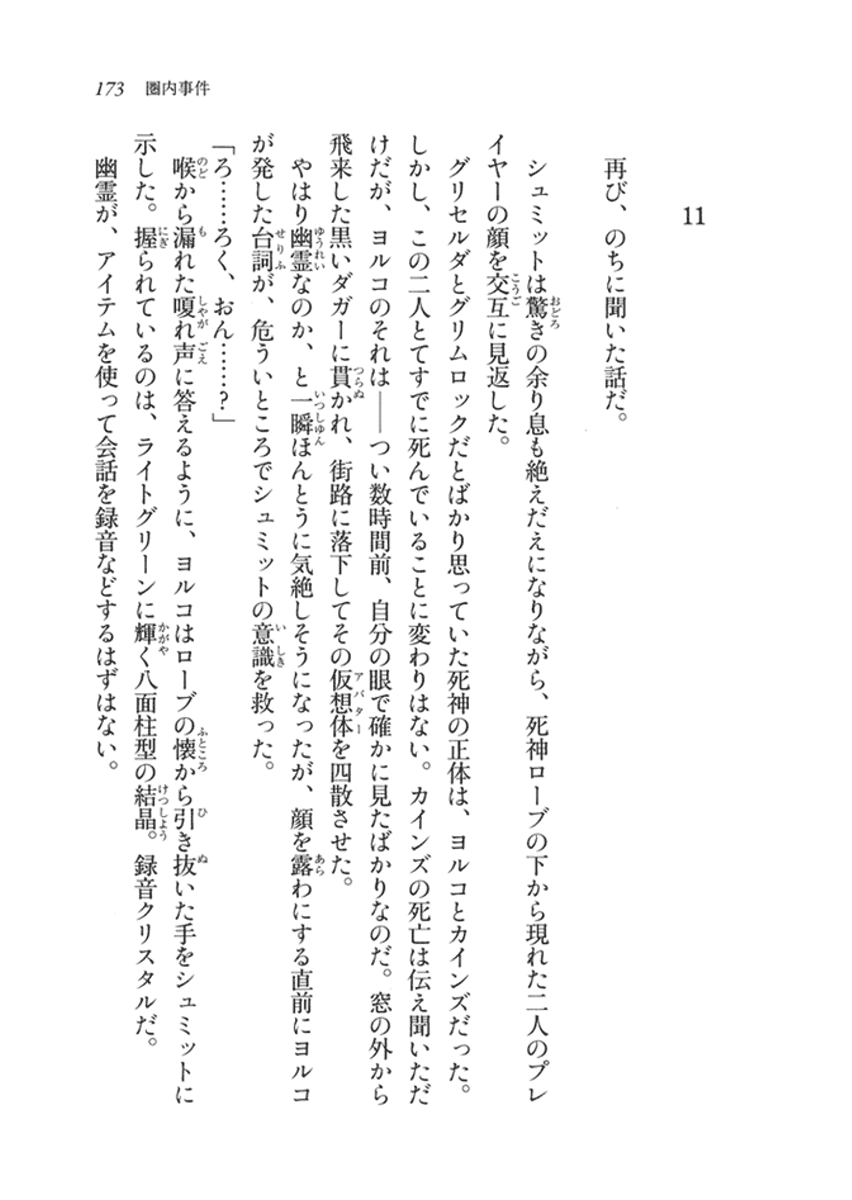 173 圏内事件
11
再び、のちに聞いた話だ。
シュミットは驚きの余り息も絶えだえになりながら、死神ローブの下から現れた二人のプレ
イヤーの顔を交互に見返した。
グリセルダとグリムロックだとばかり思っていた死神の正体は、ヨルコとカインズだった。
しかし、この二人とてすでに死んでいることに変わりはない。カインズの死亡は伝え聞いただ
けだが、ヨルコのそれは――つい数時間前、自分の眼で確かに見たばかりなのだ。窓の外から
飛来した黒いダガーに貫かれ、街路に落下してその仮想体を四散させた。
やはり幽霊なのか、と一瞬ほんとうに気絶しそうになったが、顔を露わにする直前にヨルコ
が発した台詞が、危ういところでシュミットの意識を救った。
「ろ……ろく、おん……？」
喉から漏れた嗄れ声に答えるように、ヨルコはローブの懐から引き抜いた手をシュミットに
示した。握られているのは、ライトグリーンに輝く八面柱型の結晶。録音クリスタルだ。
幽霊が、アイテムを使って会話を録音などするはずはない。